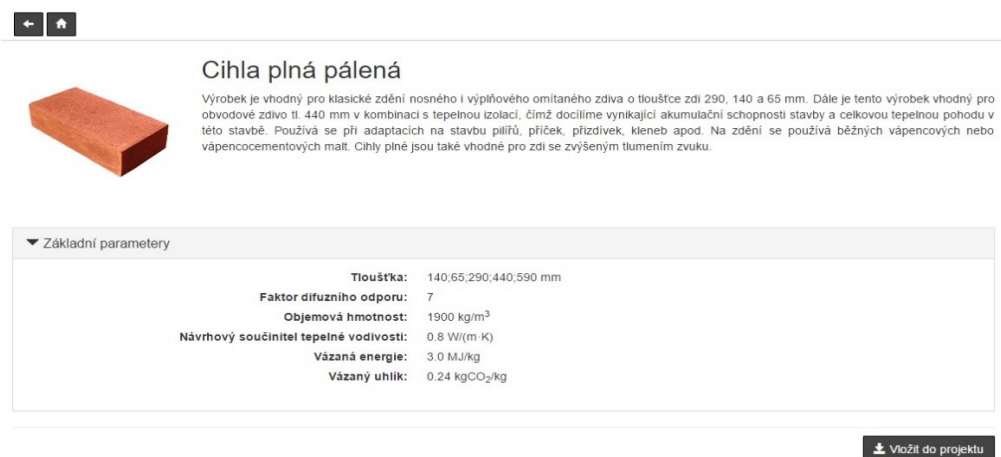 Cihla plná pálená
Výrobek je vhodný pro klasické zdění nosného i výplňového omítaného zdiva o tloušťce zdi 290, 140 a 65 mm. Dále je tento výrobek vhodný pro
obvodové zdivo tl. 440 mm v kombinaci s tepelnou izolací, čímž docílíme vynikající akumulační schopnosti stavby a celkovou tepelnou pohodu v
této stavbě. Používá se při adaptacích na stavbu pilířů, příček, přizdívek, kleneb apod. Na zdění se používá běžných vápencových nebo
vápencocementových malt. Cihly plné jsou také vhodné pro zdi se zvýšeným tlumením zvuku.
Základní parametery
Tloušťka: 140;65;290;440;590 mm
Faktor difuzního odporu: 7
Objemová hmotnost: 1900 kg/m³
Návrhový součinitel tepelné vodivosti: 0.8 W/(m·K)
Vázaná energie: 3.0 MJ/kg
Vázaný uhlík: 0.24 kgCO₂/kg
Vložit do projektu